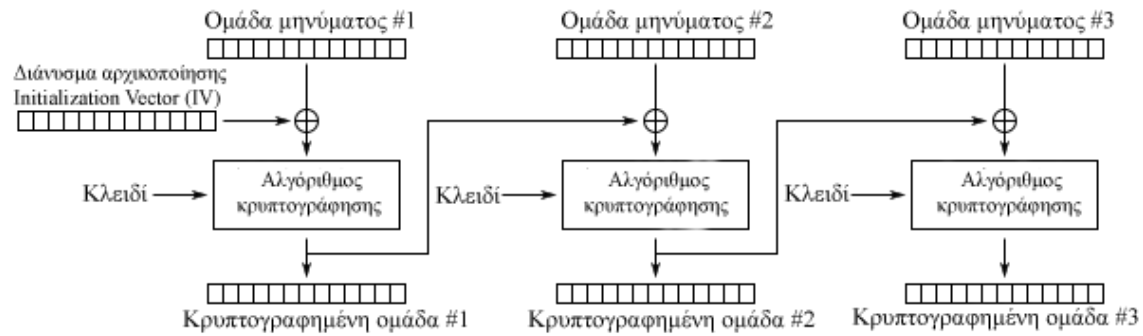 Ομάδα μηνύματος #1
Ομάδα μηνύματος #2
Ομάδα μηνύματος #3
Διάνυσμα αρχικοποίησης
Initialization Vector (IV)
Κλειδί
Αλγόριθμος
κρυπτογράφησης
Κλειδί
Αλγόριθμος
κρυπτογράφησης
Κλειδί
Αλγόριθμος
κρυπτογράφησης
Κρυπτογραφημένη ομάδα #1
Κρυπτογραφημένη ομάδα #2
Κρυπτογραφημένη ομάδα #3